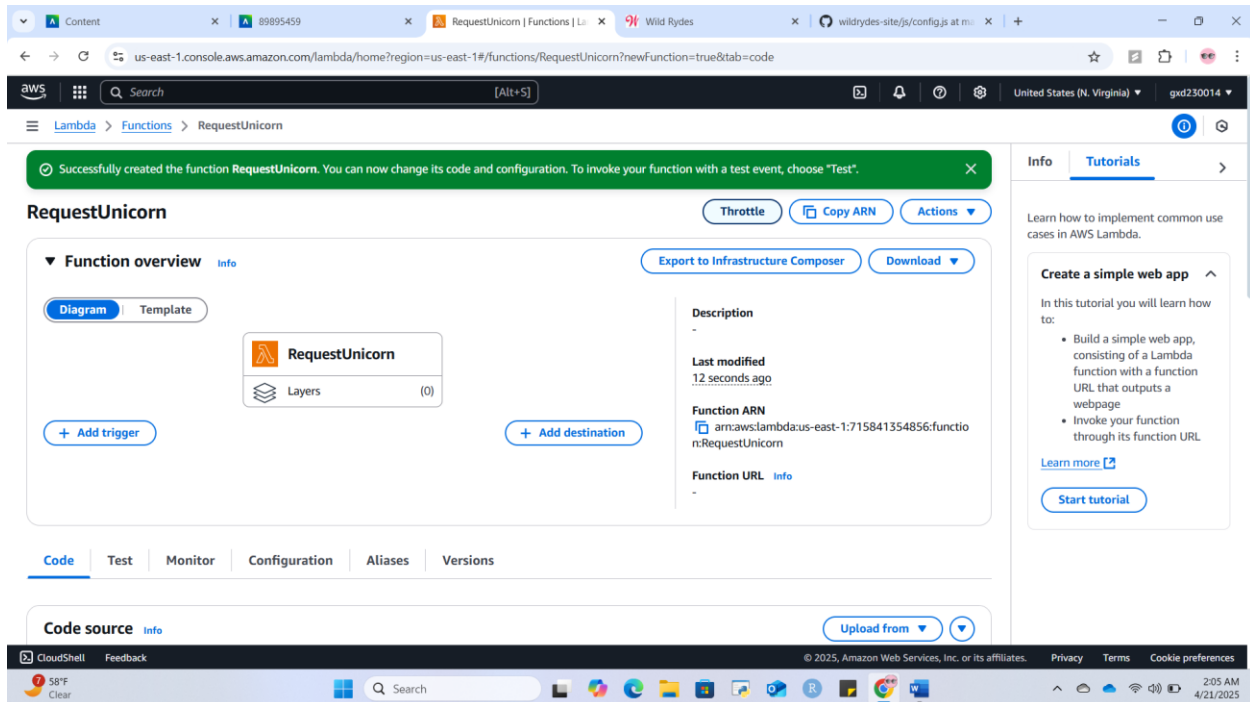 Content
89895459
RequestUnicorn | Functions | La
Wild Rydes
wildrydes-site/js/config.js at ma
us-east-1.console.aws.amazon.com/lambda/home?region=us-east-1#/functions/RequestUnicorn?newFunction=true&tab=code
aws
Search
[Alt+S]
United States (N. Virginia)
gxd230014
Lambda > Functions > RequestUnicorn
Successfully created the function RequestUnicorn. You can now change its code and configuration. To invoke your function with a test event, choose "Test".
RequestUnicorn
Throttle
Copy ARN
Actions
Function overview Info
Export to Infrastructure Composer
Download
Diagram
Template
RequestUnicorn
Layers
(0)
+ Add trigger
+ Add destination
Description
-
Last modified
12 seconds ago
Function ARN
arn:aws:lambda:us-east-1:715841354856:functio
n:RequestUnicorn
Function URL Info
-
Code
Test
Monitor
Configuration
Aliases
Versions
Code source Info
Upload from
Info
Tutorials
Learn how to implement common use
cases in AWS Lambda.
Create a simple web app
In this tutorial you will learn how
to:
• Build a simple web app,
consisting of a Lambda
function with a function
URL that outputs a
webpage
• Invoke your function
through its function URL
Learn more
Start tutorial
CloudShell
Feedback
© 2025, Amazon Web Services, Inc. or its affiliates.
Privacy
Terms
Cookie preferences
7
58°F
Clear
Search
R
W
2:05 AM
4/21/2025